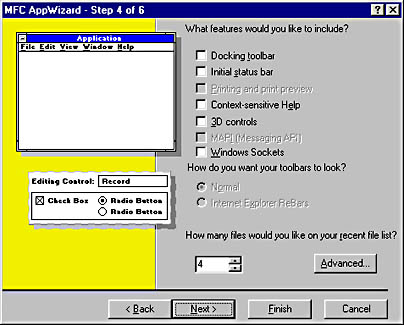 MFC AppWizard - Step 4 of 6
Application
File Edit View Window Help
Editing Control: Record
Check Box
Radio Button
Radio Button
What features would you like to include?
Docking toolbar
Initial status bar
Printing and print preview
Context-sensitive Help
3D controls
MAPI (Messaging API)
Windows Sockets
How do you want your toolbars to look?
Normal
Internet Explorer ReBars
How many files would you like on your recent file list?
4
Advanced...
< Back
Next >
Finish
Cancel